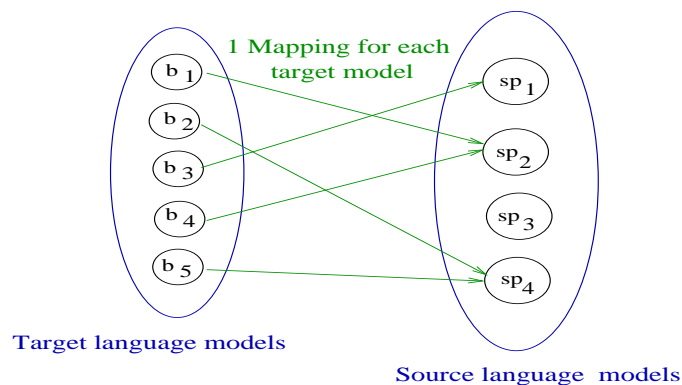 1 Mapping for each
target model
b 1
b 2
b 3
b 4
b 5
sp 1
sp 2
sp 3
sp 4
Target language models
Source language models